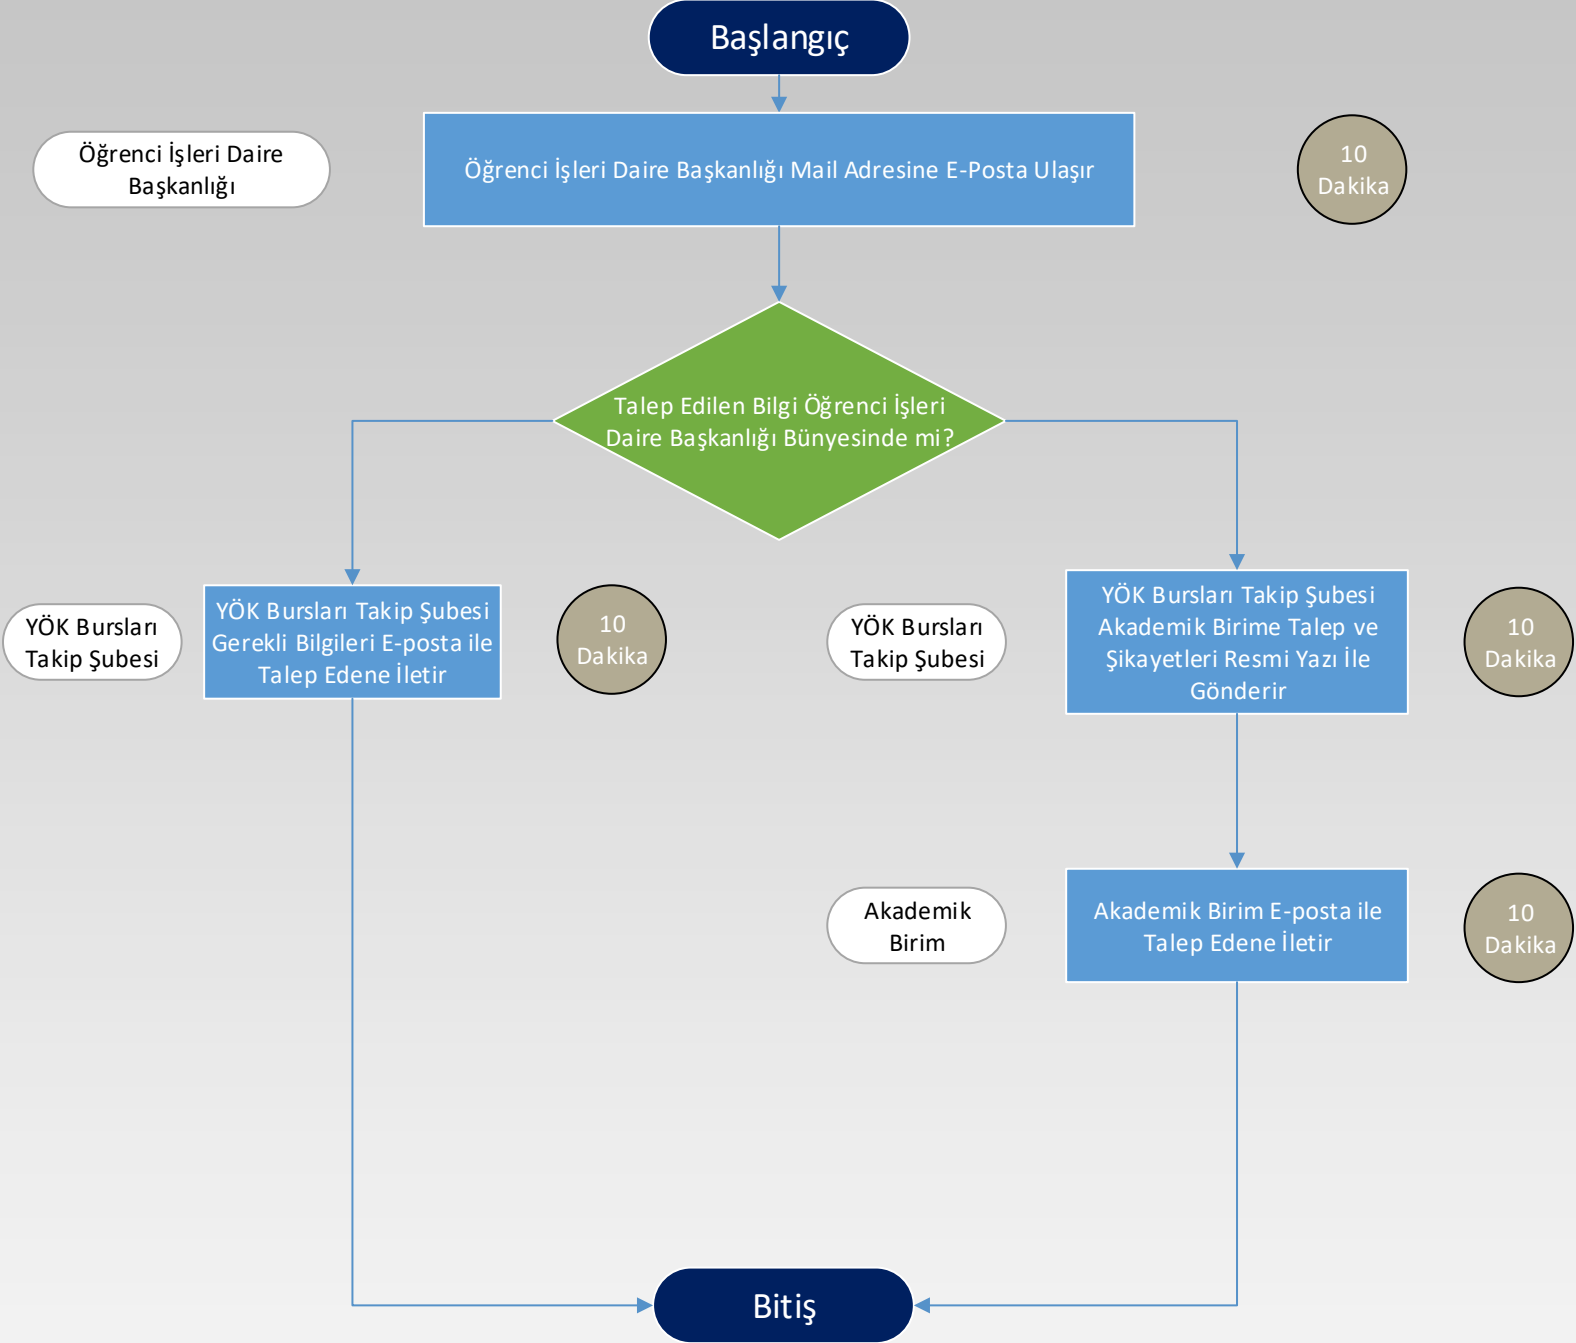 Başlangıç
Öğrenci İşleri Daire
Başkanlığı
Öğrenci İşleri Daire Başkanlığı Mail Adresine E-Posta Ulaşır
10
Dakika
Talep Edilen Bilgi Öğrenci İşleri
Daire Başkanlığı Bünyesinde mi?
YÖK Bursları
Takip Şubesi
YÖK Bursları Takip Şubesi
Gerekli Bilgileri E-posta ile
Talep Edene İletir
10
Dakika
YÖK Bursları
Takip Şubesi
YÖK Bursları Takip Şubesi
Akademik Birime Talep ve
Şikayetleri Resmi Yazı İle
Gönderir
10
Dakika
Akademik
Birim
Akademik Birim E-posta ile
Talep Edene İletir
10
Dakika
Bitiş